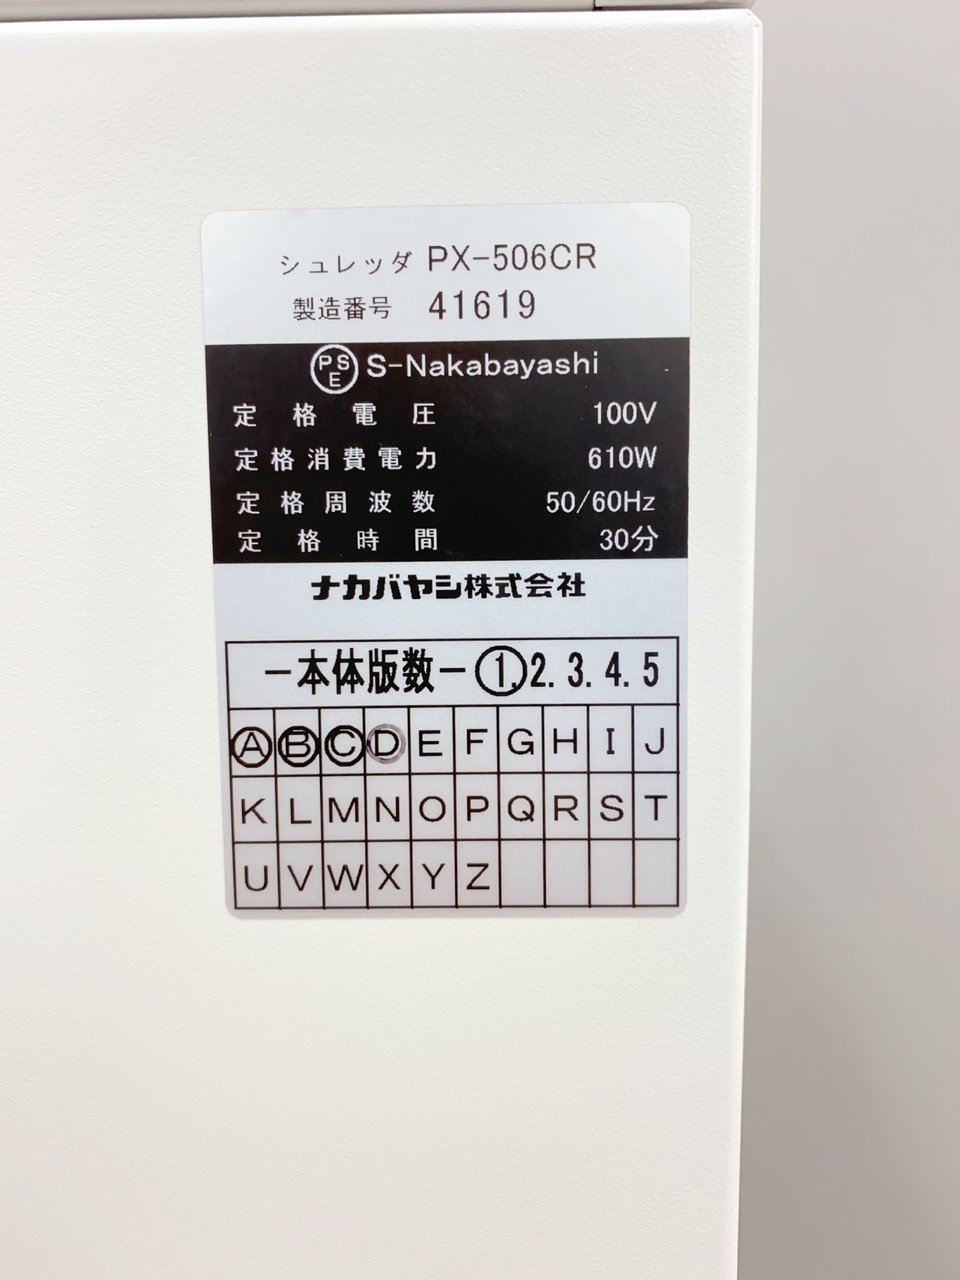 シュレッダ PX-506CR
製造番号 41619
PSE S-Nakabayashi
定格電圧 100V
定格消費電力 610W
定格周波数 50/60Hz
定格時間 30分
ナカバヤシ株式会社
−本体版数− 1.2.3.4.5
A B C D E F G H I J
K L M N O P Q R S T
U V W X Y Z